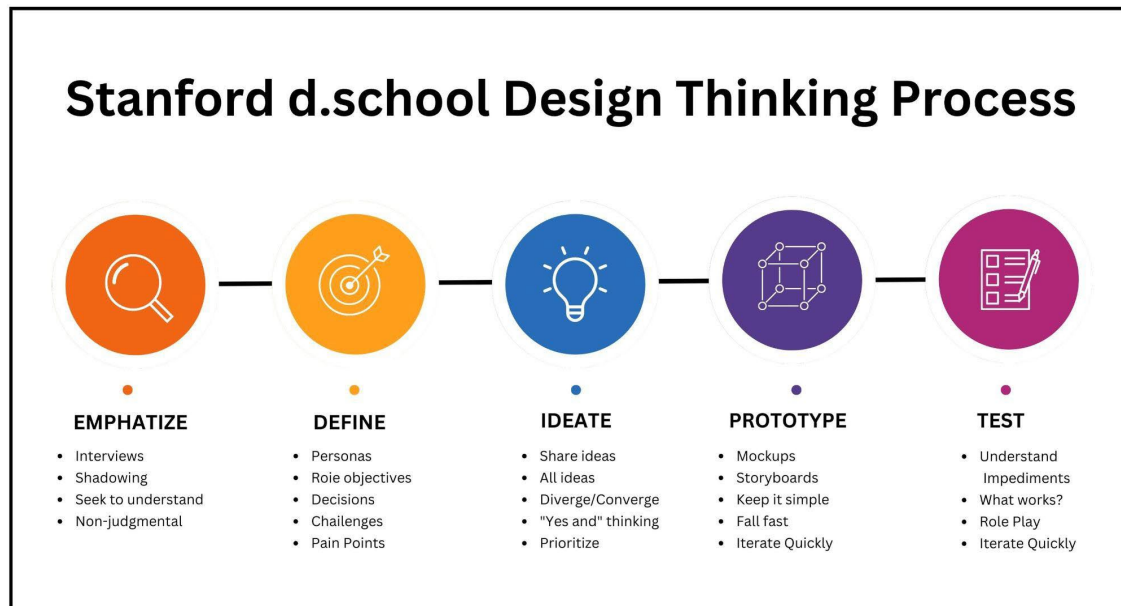 Stanford d.school Design Thinking Process
EMPHATIZE
Interviews
Shadowing
Seek to understand
Non-judgmental
DEFINE
Personas
Roie objectives
Decisions
Chailenges
Pain Points
IDEATE
Share ideas
All ideas
Diverge/Converge
"Yes and" thinking
Prioritize
PROTOTYPE
Mockups
Storyboards
Keep it simple
Fall fast
Iterate Quickly
TEST
Understand
Impediments
What works?
Role Play
Iterate Quickly